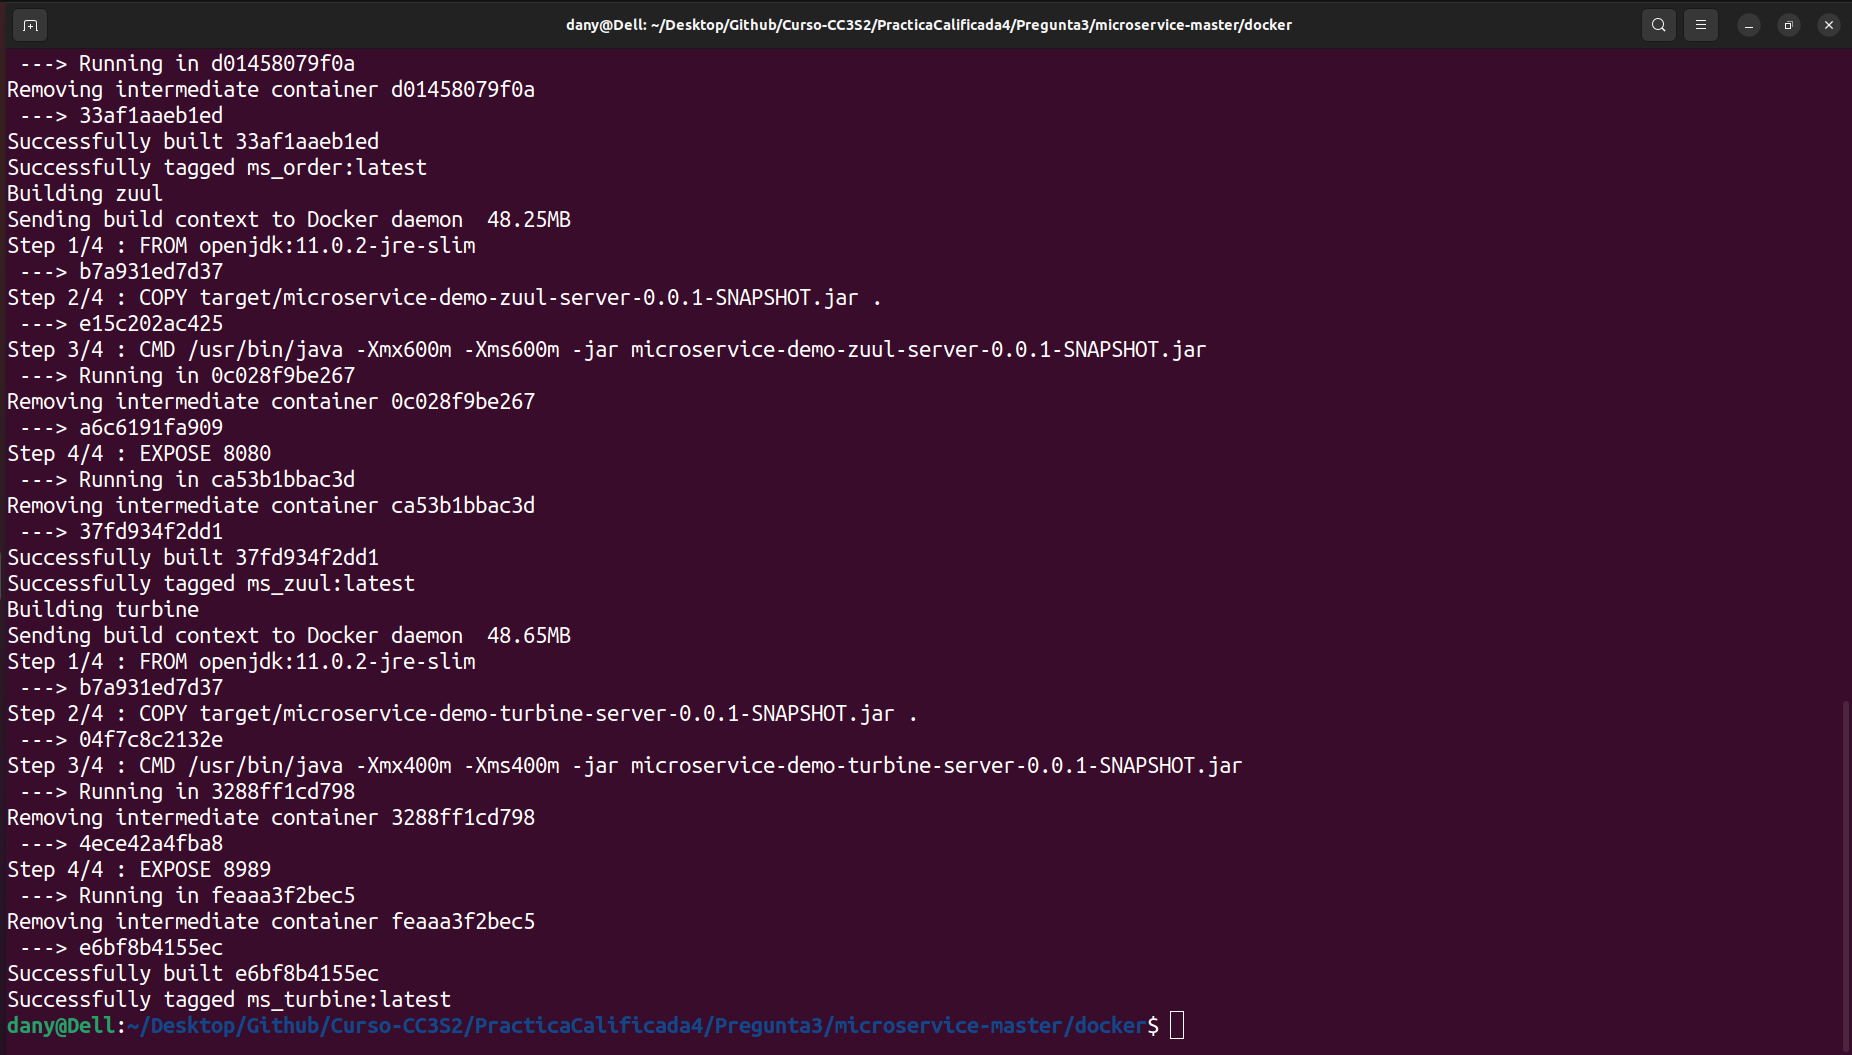 dany@Dell: ~/Desktop/Github/Curso-CC3S2/PracticaCalificada4/Pregunta3/microservice-master/docker
---> Running in d01458079f0a
Removing intermediate container d01458079f0a
---> 33af1aaeb1ed
Successfully built 33af1aaeb1ed
Successfully tagged ms_order:latest
Building zuul
Sending build context to Docker daemon  48.25MB
Step 1/4 : FROM openjdk:11.0.2-jre-slim
---> b7a931ed7d37
Step 2/4 : COPY target/microservice-demo-zuul-server-0.0.1-SNAPSHOT.jar .
---> e15c202ac425
Step 3/4 : CMD /usr/bin/java -Xmx600m -Xms600m -jar microservice-demo-zuul-server-0.0.1-SNAPSHOT.jar
---> Running in 0c028f9be267
Removing intermediate container 0c028f9be267
---> a6c6191fa909
Step 4/4 : EXPOSE 8080
---> Running in ca53b1bbac3d
Removing intermediate container ca53b1bbac3d
---> 37fd934f2dd1
Successfully built 37fd934f2dd1
Successfully tagged ms_zuul:latest
Building turbine
Sending build context to Docker daemon  48.65MB
Step 1/4 : FROM openjdk:11.0.2-jre-slim
---> b7a931ed7d37
Step 2/4 : COPY target/microservice-demo-turbine-server-0.0.1-SNAPSHOT.jar .
---> 04f7c8c2132e
Step 3/4 : CMD /usr/bin/java -Xmx400m -Xms400m -jar microservice-demo-turbine-server-0.0.1-SNAPSHOT.jar
---> Running in 3288ff1cd798
Removing intermediate container 3288ff1cd798
---> 4ece42a4fba8
Step 4/4 : EXPOSE 8989
---> Running in feaaa3f2bec5
Removing intermediate container feaaa3f2bec5
---> e6bf8b4155ec
Successfully built e6bf8b4155ec
Successfully tagged ms_turbine:latest
dany@Dell:~/Desktop/Github/Curso-CC3S2/PracticaCalificada4/Pregunta3/microservice-master/docker$